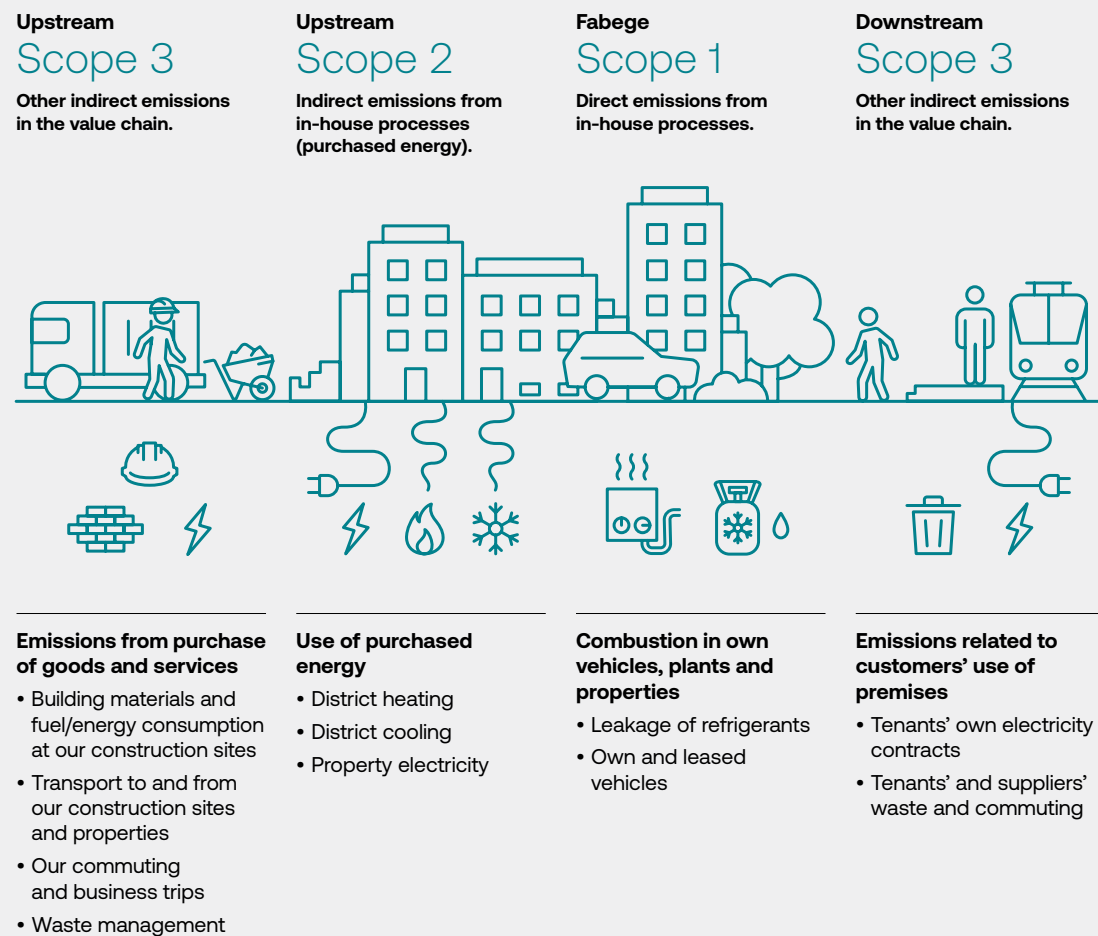 Upstream
Scope 3
Other indirect emissions
in the value chain.
Upstream
Scope 2
Indirect emissions from
in-house processes
(purchased energy).
Fabege
Scope 1
Direct emissions from
in-house processes.
Downstream
Scope 3
Other indirect emissions
in the value chain.
Emissions from purchase
of goods and services
• Building materials and
fuel/energy consumption
at our construction sites
• Transport to and from
our construction sites
and properties
• Our commuting
and business trips
• Waste management
Use of purchased
energy
• District heating
• District cooling
• Property electricity
Combustion in own
vehicles, plants and
properties
• Leakage of refrigerants
• Own and leased
vehicles
Emissions related to
customers’ use of
premises
• Tenants’ own electricity
contracts
• Tenants’ and suppliers’
waste and commuting